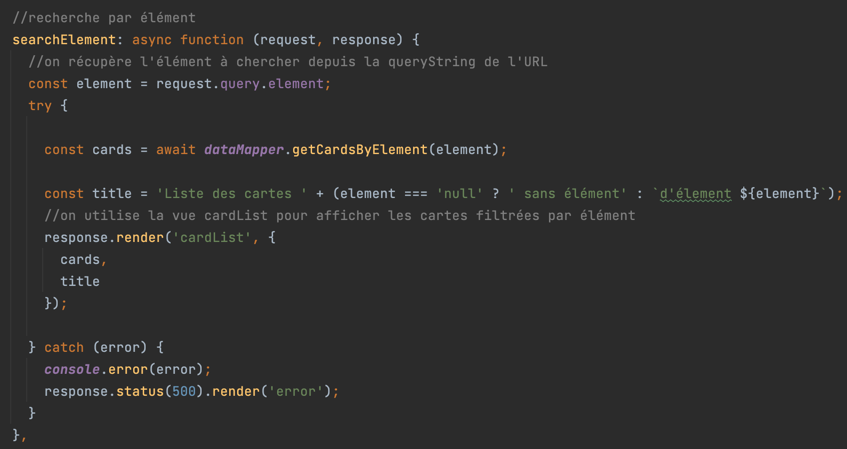 //recherche par élément
searchElement: async function (request, response) {
//on récupère l'élément à chercher depuis la queryString de l'URL
const element = request.query.element;
try {
const cards = await dataMapper.getCardsByElement(element);
const title = 'Liste des cartes ' + (element === 'null' ? ' sans élément' : `d'élement ${element}`);
//on utilise la vue cardList pour afficher les cartes filtrées par élément
response.render('cardList', {
cards,
title
});
} catch (error) {
console.error(error);
response.status(500).render('error');
}
},